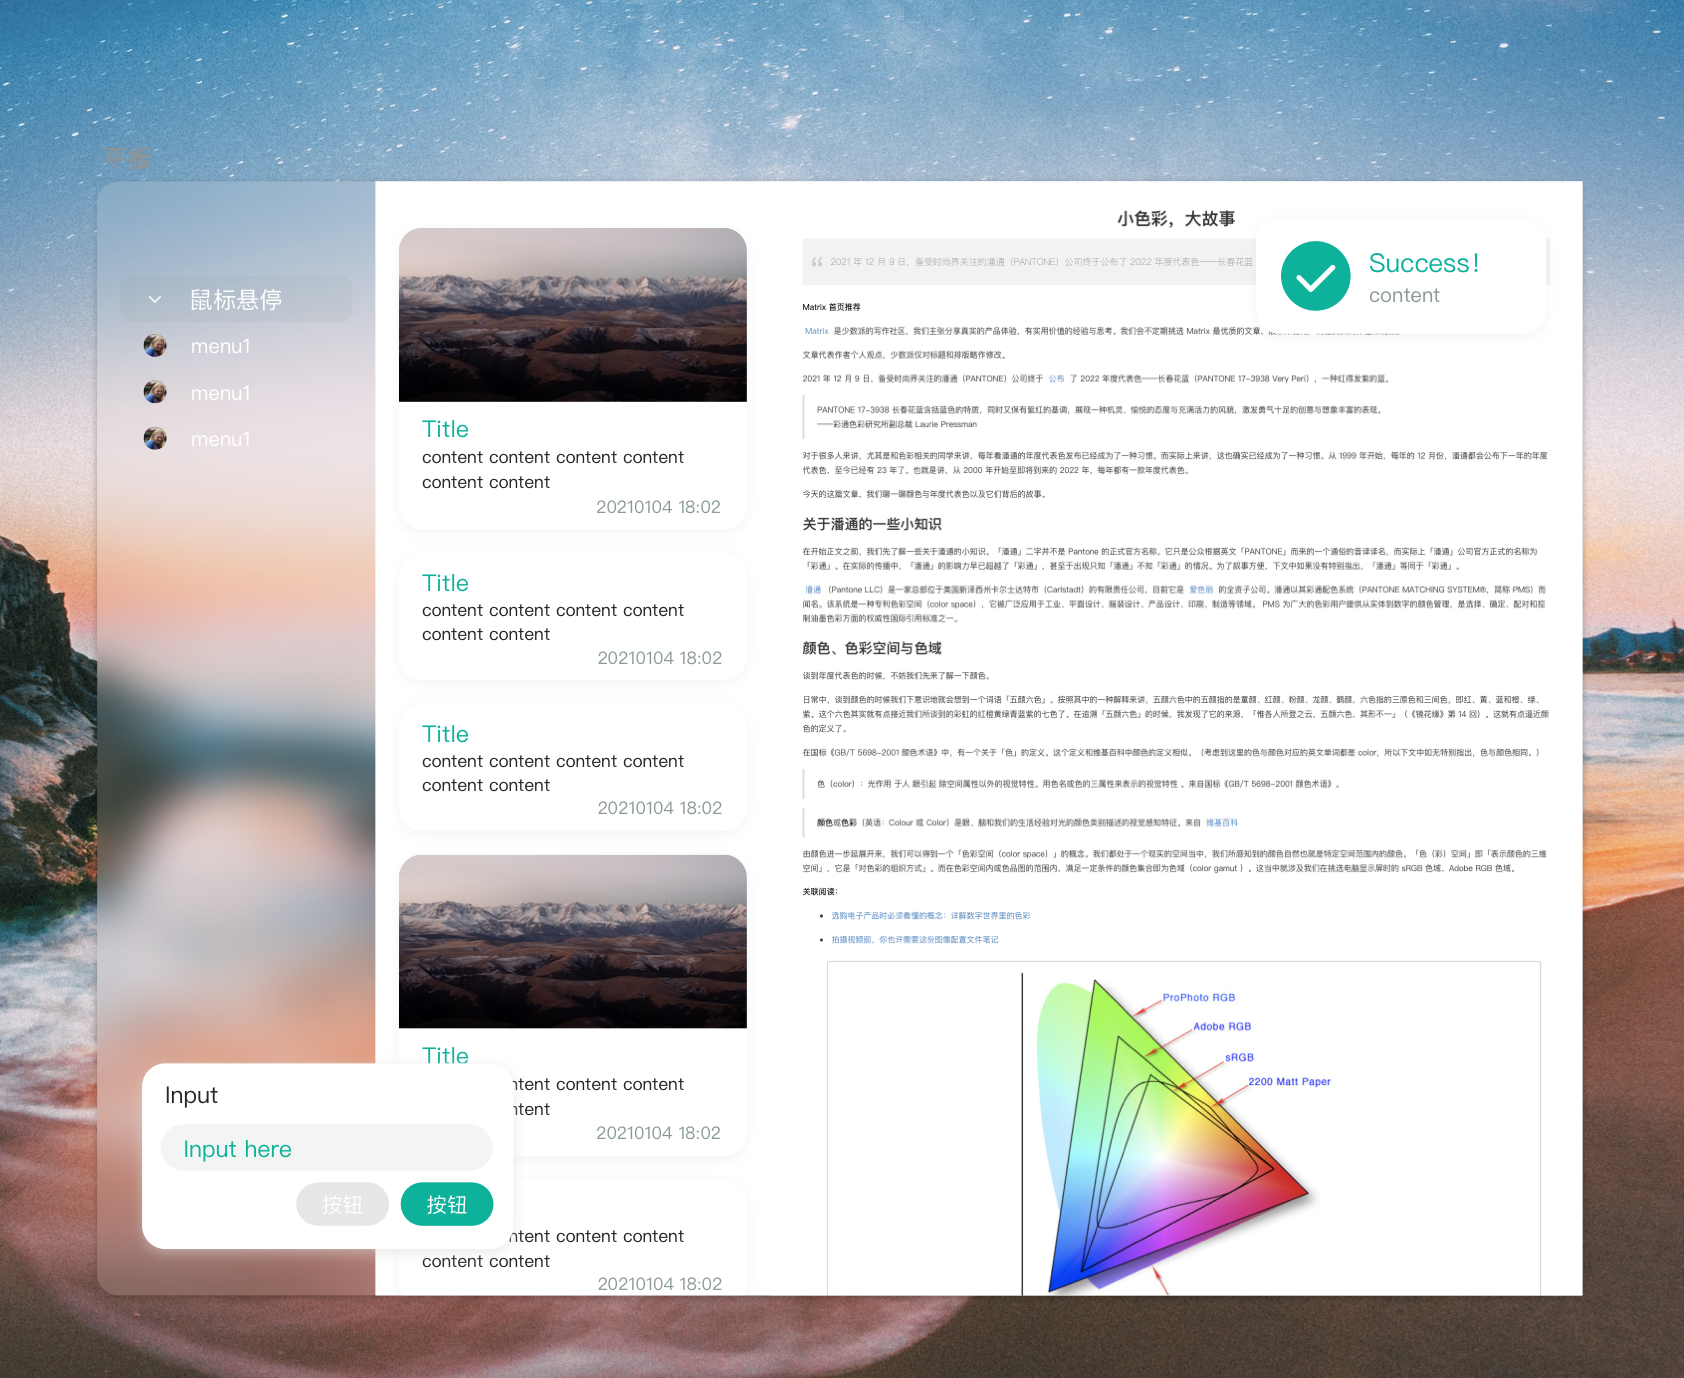 鼠标悬停
menu1
menu1
menu1
Title
content content content content
content content
20210104 18:02
Title
content content content content
content content
20210104 18:02
Title
content content content content
content content
20210104 18:02
Title
ntent content content
ntent
20210104 18:02
ntent content content
content content
20210104 18:02
Input
Input here
按钮
按钮
小色彩，大故事
2021 年 12 月 9 日，备受时尚界关注的潘通（PANTONE）公司终于公布了 2022 年度代表色——长春花蓝
Success!
content
Matrix 首页推荐
Matrix 是少数派的写作社区，我们主张分享真实的产品体验，有实用价值的经验与思考。我们会不定期挑选 Matrix 最优质的文章，
文章代表作者个人观点，少数派仅对标题和排版略作修改。
2021 年 12 月 9 日，备受时尚界关注的潘通（PANTONE）公司终于 公布 了 2022 年度代表色——长春花蓝（PANTONE 17-3938 Very Peri），一种红得发紫的蓝。
PANTONE 17-3938 长春花蓝含括蓝色的特质，同时又保有紫红的基调，展现一种机灵、愉悦的态度与充满活力的风貌，激发勇气十足的创意与想象丰富的表现。
——彩通色彩研究所副总裁 Laurie Pressman
对于很多人来讲，尤其是和色彩相关的同学来讲，每年看潘通的年度代表色发布已经成为了一种习惯。而实际上来讲，这也确实已经成为了一种习惯。从 1999 年开始，每年的 12 月份，潘通都会公布下一年的年度
代表色，至今已经有 23 年了。也就是讲，从 2000 年开始至即将到来的 2022 年，每年都有一款年度代表色。
今天的这篇文章，我们聊一聊颜色与年度代表色以及它们背后的故事。
关于潘通的一些小知识
在开始正文之前，我们先了解一些关于潘通的小知识。「潘通」二字并不是 Pantone 的正式官方名称。它只是公众根据英文「PANTONE」而来的一个通俗的音译译名，而实际上「潘通」公司官方正式的名称为
「彩通」。在实际的传播中，「潘通」的影响力早已超越了「彩通」，甚至于出现只知「潘通」不知「彩通」的情况。为了叙事方便，下文中如果没有特别指出，「潘通」等同于「彩通」。
潘通 （Pantone LLC）是一家总部位于美国新泽西州卡尔士达特市（Carlstadt）的有限责任公司，目前它是 爱色丽 的全资子公司。潘通以其彩通配色系统（PANTONE MATCHING SYSTEM®，简称 PMS）而
闻名。该系统是一种专利色彩空间（color space），它被广泛应用于工业、平面设计、服装设计、产品设计、印刷、制造等领域。 PMS 为广大的色彩用户提供从实体到数字的颜色管理，是选择、确定、配对和控
制油墨色彩方面的权威性国际引用标准之一。
颜色、色彩空间与色域
谈到年度代表色的时候，不妨我们先来了解一下颜色。
日常中，谈到颜色的时候我们下意识地就会想到一个词语「五颜六色」。按照其中的一种解释来讲，五颜六色中的五颜指的是童颜、红颜、粉颜、龙颜、鹤颜，六色指的三原色和三间色，即红、黄、蓝和橙、绿、
紫。这个六色其实就有点接近我们所谈到的彩虹的红橙黄绿青蓝紫的七色了。在追溯「五颜六色」的时候，我发现了它的来源，「惟各人所登之云，五颜六色，其形不一」（《镜花缘》第 14 回）。这就有点逼近颜
色的定义了。
在国标《GB/T 5698-2001 颜色术语》中，有一个关于「色」的定义。这个定义和维基百科中颜色的定义相似。（考虑到这里的色与颜色对应的英文单词都是 color，所以下文中如无特别指出，色与颜色相同。）
色（color）：光作用 于人 眼引起 除空间属性以外的视觉特性。用色名或色的三属性来表示的视觉特性 。来自国标《GB/T 5698-2001 颜色术语》。
颜色或色彩（英语：Colour 或 Color）是眼、脑和我们的生活经验对光的颜色类别描述的视觉感知特征。来自 维基百科
由颜色进一步延展开来，我们可以得到一个「色彩空间（color space）」的概念。我们都处于一个现实的空间当中，我们所感知到的颜色自然也就是特定空间范围内的颜色。「色（彩）空间」即「表示颜色的三维
空间」，它是「对色彩的组织方式」。而在色彩空间内或色品图的范围内，满足一定条件的颜色集合即为色域（color gamut ）。这当中就涉及我们在挑选电脑显示屏时的 sRGB 色域、Adobe RGB 色域。
关联阅读：
选购电子产品时必须看懂的概念：详解数字世界里的色彩
拍摄视频前，你也许需要这份图像配置文件笔记
ProPhoto RGB
Adobe RGB
sRGB
2200 Matt Paper